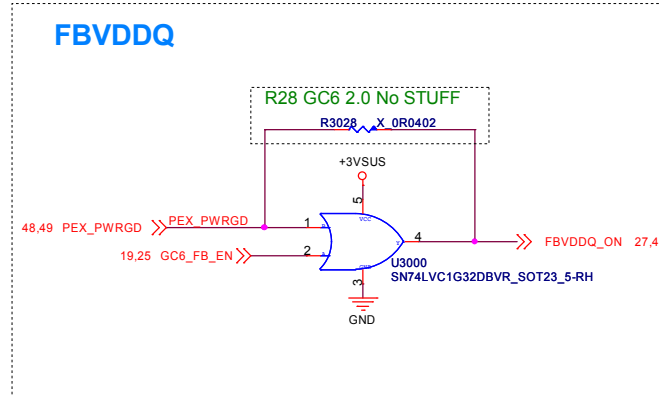 FBVDDQ
R28 GC6 2.0 No STUFF
R3028 X_0R0402
+3VSUS
5
VCC
48,49 PEX_PWRGD PEX_PWRGD 1 4 FBVDDQ_ON 27,4
19,25 GC6_FB_EN 2
GND
3
U3000
SN74LVC1G32DBVR_SOT23_5-RH
GND